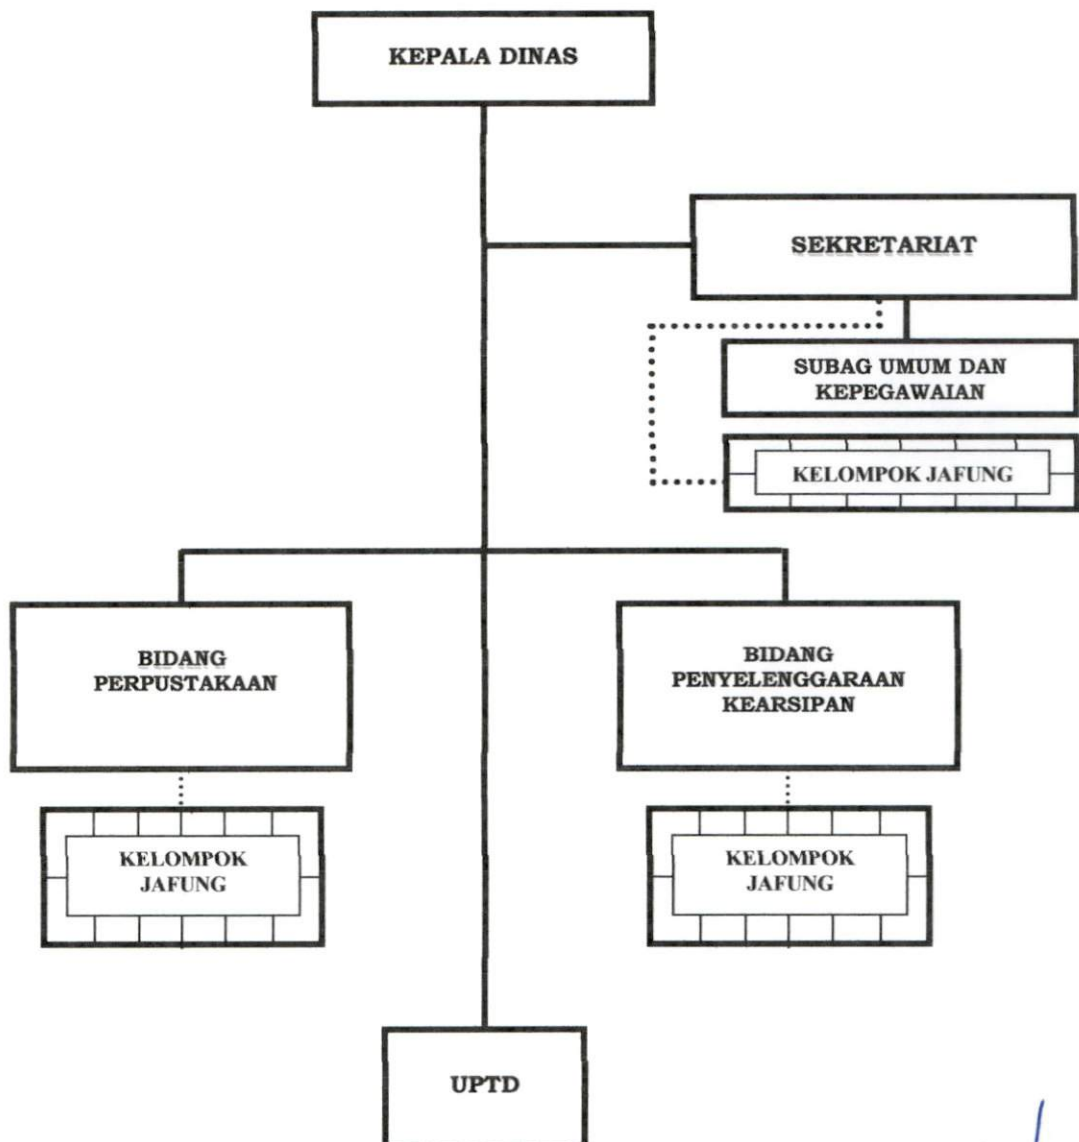 KEPALA DINAS
SEKRETARIAT
SUBAG UMUM DAN
KEPEGAWAIAN
KELOMPOK JAFUNG
BIDANG
PERPUSTAKAAN
BIDANG
PENYELENGGARAAN
KEARSIPAN
KELOMPOK
JAFUNG
KELOMPOK
JAFUNG
UPTD